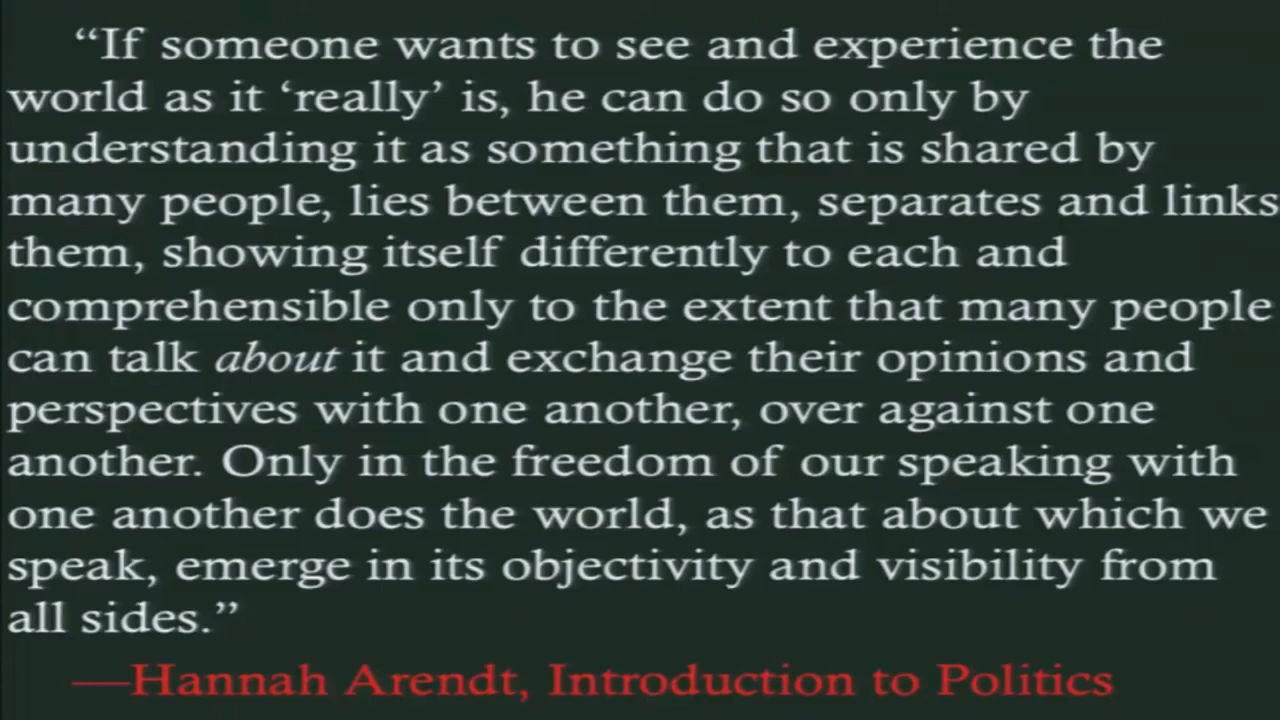 “If someone wants to see and experience the
world as it ‘really’ is, he can do so only by
understanding it as something that is shared by
many people, lies between them, separates and links
them, showing itself differently to each and
comprehensible only to the extent that many people
can talk about it and exchange their opinions and
perspectives with one another, over against one
another. Only in the freedom of our speaking with
one another does the world, as that about which we
speak, emerge in its objectivity and visibility from
all sides.”
—Hannah Arendt, Introduction to Politics